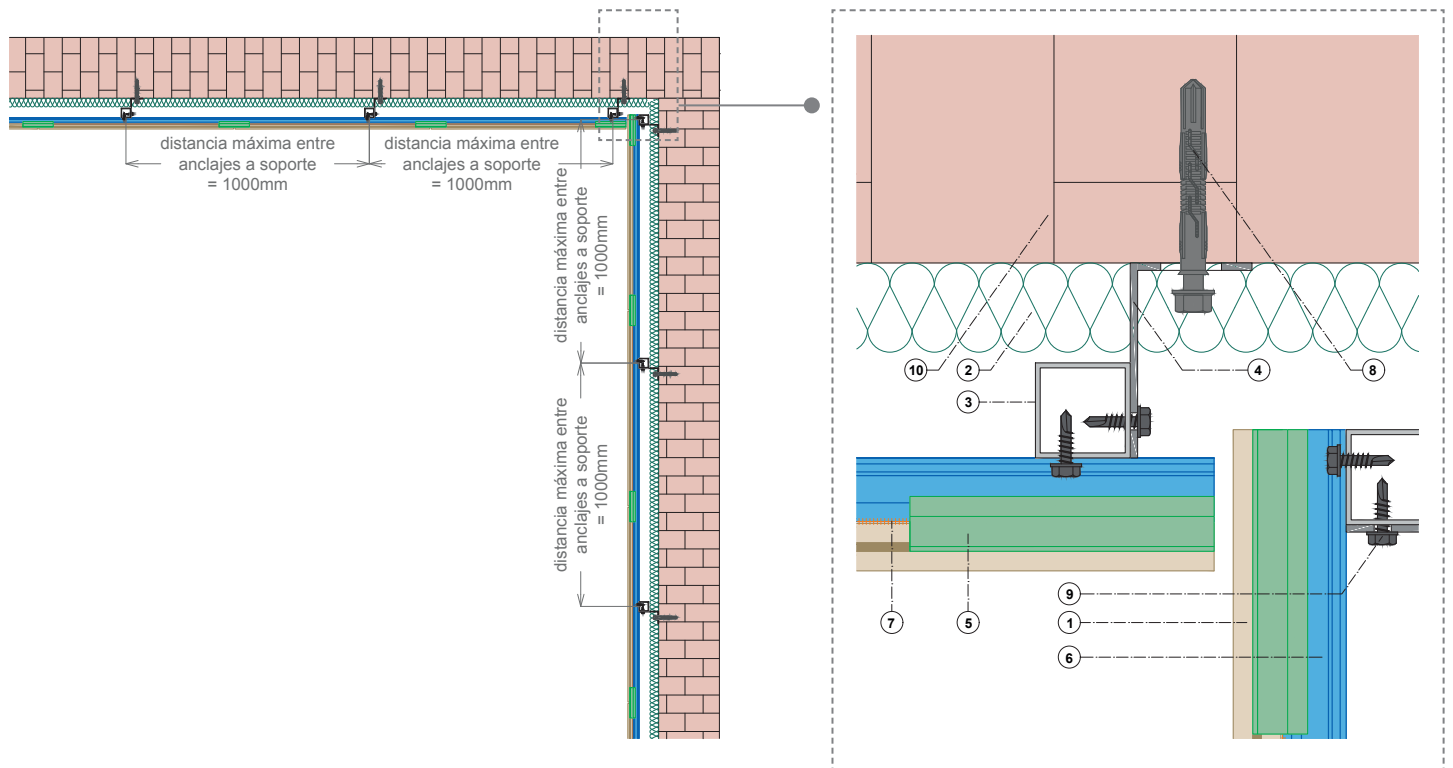 distancia máxima entre
anclajes a soporte
= 1000mm
distancia máxima entre
anclajes a soporte
= 1000mm
distancia máxima entre
anclajes a soporte
= 1000mm
distancia máxima entre
anclajes a soporte
= 1000mm
10
2
4
8
3
9
7
5
1
6